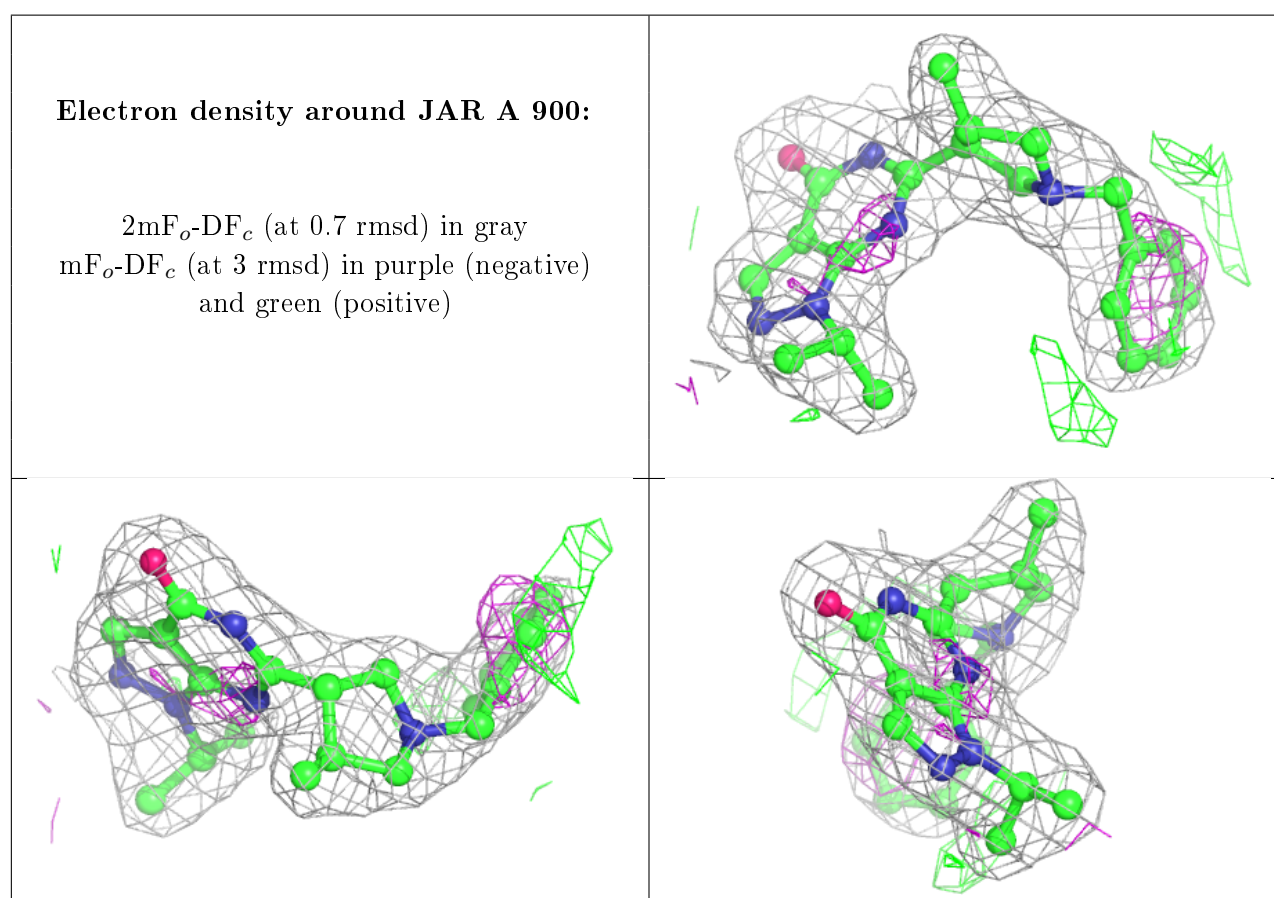 Electron density around JAR A 900:
2mFo-DFc (at 0.7 rmsd) in gray
mFo-DFc (at 3 rmsd) in purple (negative)
and green (positive)